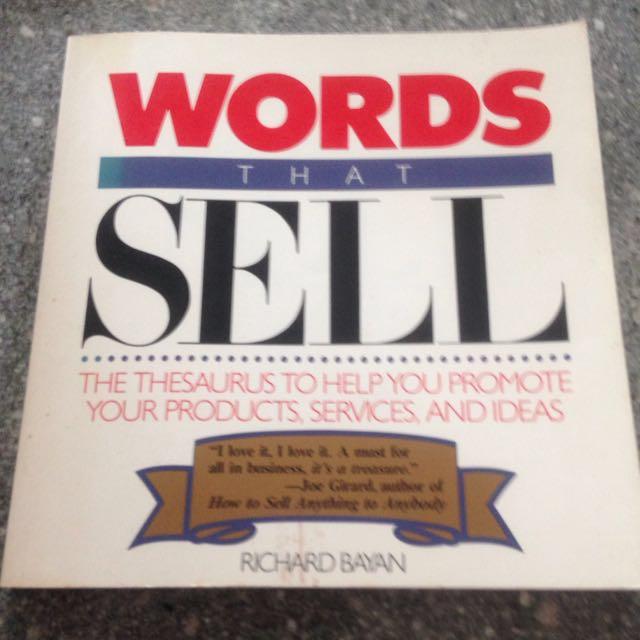 WORDS
THAT
SELL
THE THESAURUS TO HELP YOU PROMOTE
YOUR PRODUCTS, SERVICES, AND IDEAS
"I love it, I love it. A must for
all in business, it's a treasure."
—Joe Girard, author of
How to Sell Anything to Anybody
RICHARD BAYAN